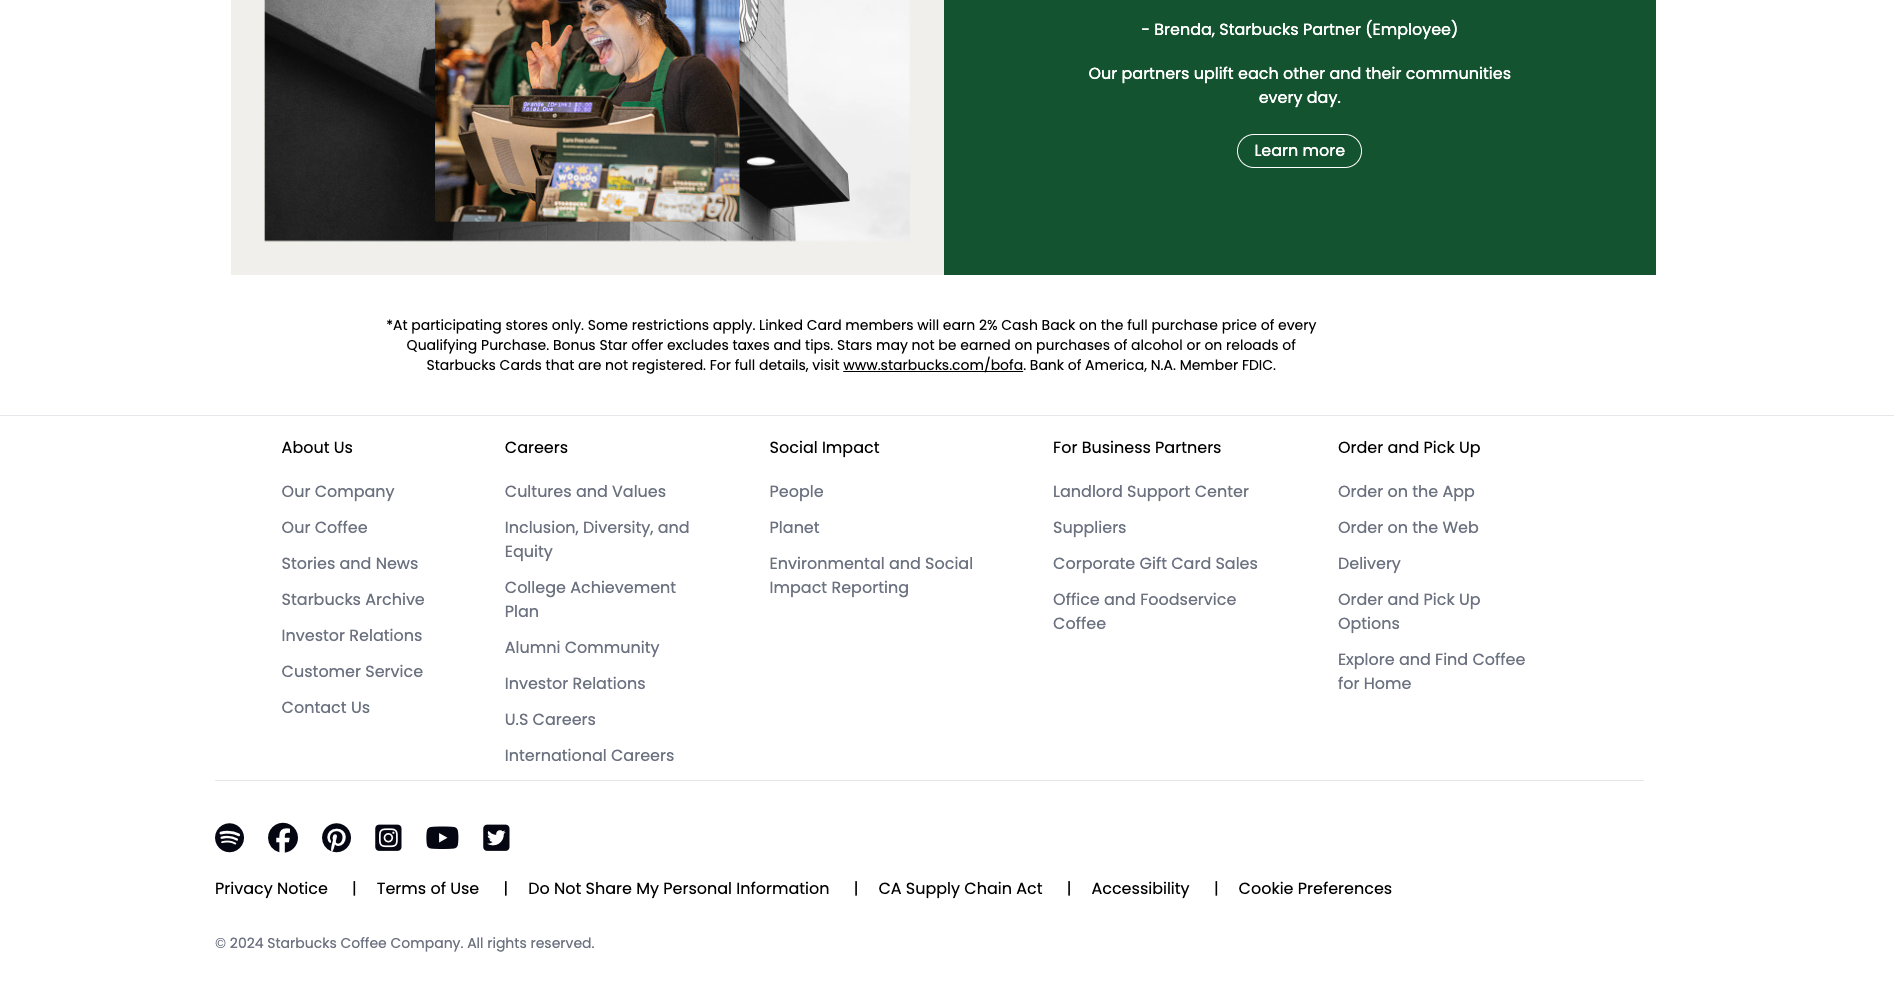 - Brenda, Starbucks Partner (Employee)
Our partners uplift each other and their communities
every day.
Learn more
Total Due
*At participating stores only. Some restrictions apply. Linked Card members will earn 2% Cash Back on the full purchase price of every
Qualifying Purchase. Bonus Star offer excludes taxes and tips. Stars may not be earned on purchases of alcohol or on reloads of
Starbucks Cards that are not registered. For full details, visit www.starbucks.com/bofa. Bank of America, N.A. Member FDIC.
About Us
Our Company
Our Coffee
Stories and News
Starbucks Archive
Investor Relations
Customer Service
Contact Us
Careers
Cultures and Values
Inclusion, Diversity, and
Equity
College Achievement
Plan
Alumni Community
Investor Relations
U.S Careers
International Careers
Social Impact
People
Planet
Environmental and Social
Impact Reporting
For Business Partners
Landlord Support Center
Suppliers
Corporate Gift Card Sales
Office and Foodservice
Coffee
Order and Pick Up
Order on the App
Order on the Web
Delivery
Order and Pick Up
Options
Explore and Find Coffee
for Home
Privacy Notice | Terms of Use | Do Not Share My Personal Information | CA Supply Chain Act | Accessibility | Cookie Preferences
© 2024 Starbucks Coffee Company. All rights reserved.